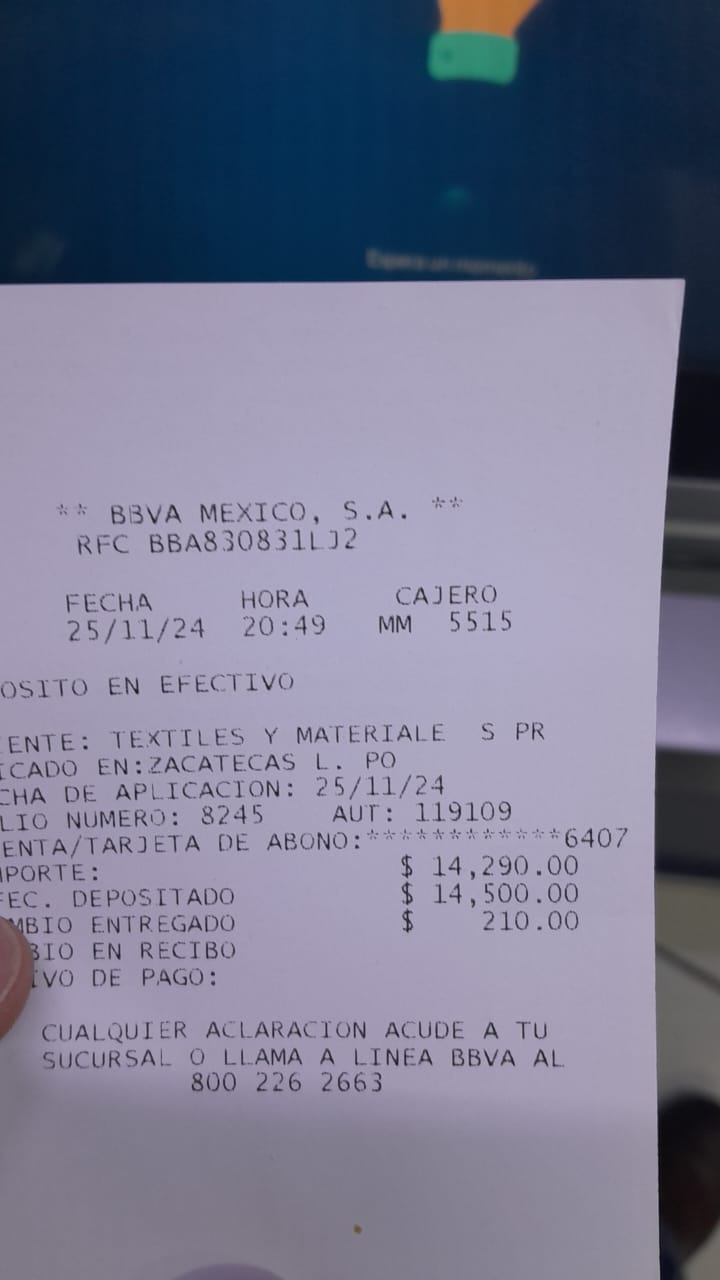 Espera un momento
** BBVA MEXICO, S.A. **
RFC BBA830831LJ2
FECHA HORA CAJERO
25/11/24 20:49 MM 5515
OSITO EN EFECTIVO
ENTE: TEXTILES Y MATERIALE S PR
ICADO EN:ZACATECAS L. PO
CHA DE APLICACION: 25/11/24
LIO NUMERO: 8245 AUT: 119109
ENTA/TARJETA DE ABONO:************6407
PORTE: $ 14,290.00
FEC. DEPOSITADO $ 14,500.00
MBIO ENTREGADO $ 210.00
BIO EN RECIBO
IVO DE PAGO:
CUALQUIER ACLARACION ACUDE A TU
SUCURSAL O LLAMA A LINEA BBVA AL
800 226 2663